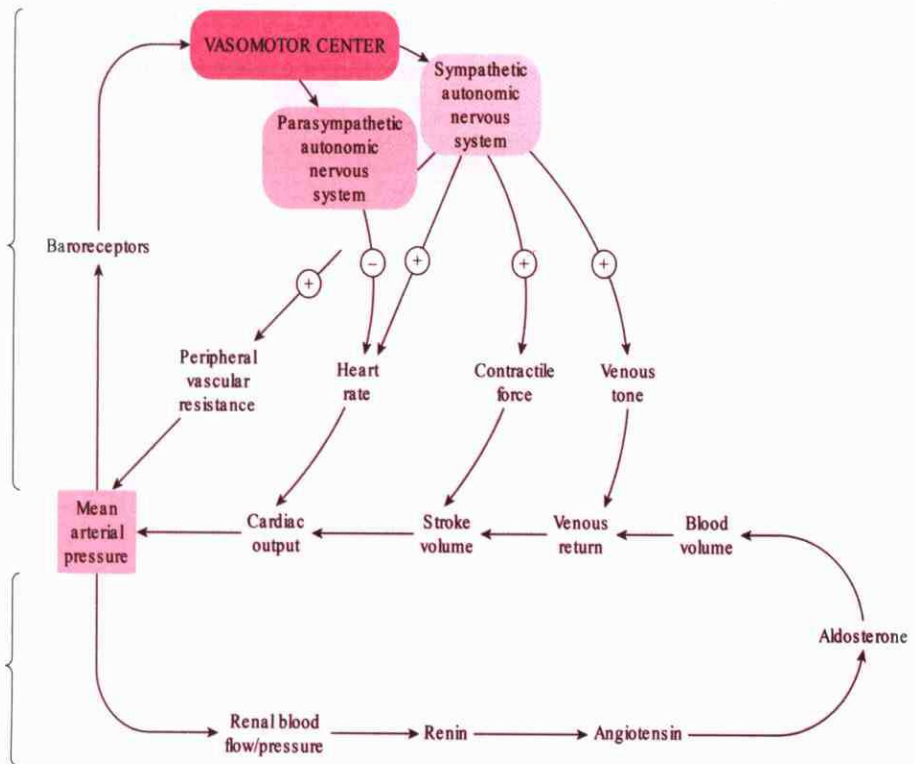 VASOMOTOR CENTER
Sympathetic
autonomic
nervous
system
Parasympathetic
autonomic
nervous
system
Baroreceptors
+
−
+
+
+
Peripheral
vascular
resistance
Heart
rate
Contractile
force
Venous
tone
Mean
arterial
pressure
Cardiac
output
Stroke
volume
Venous
return
Blood
volume
Aldosterone
Renal blood
flow/pressure
Renin
Angiotensin